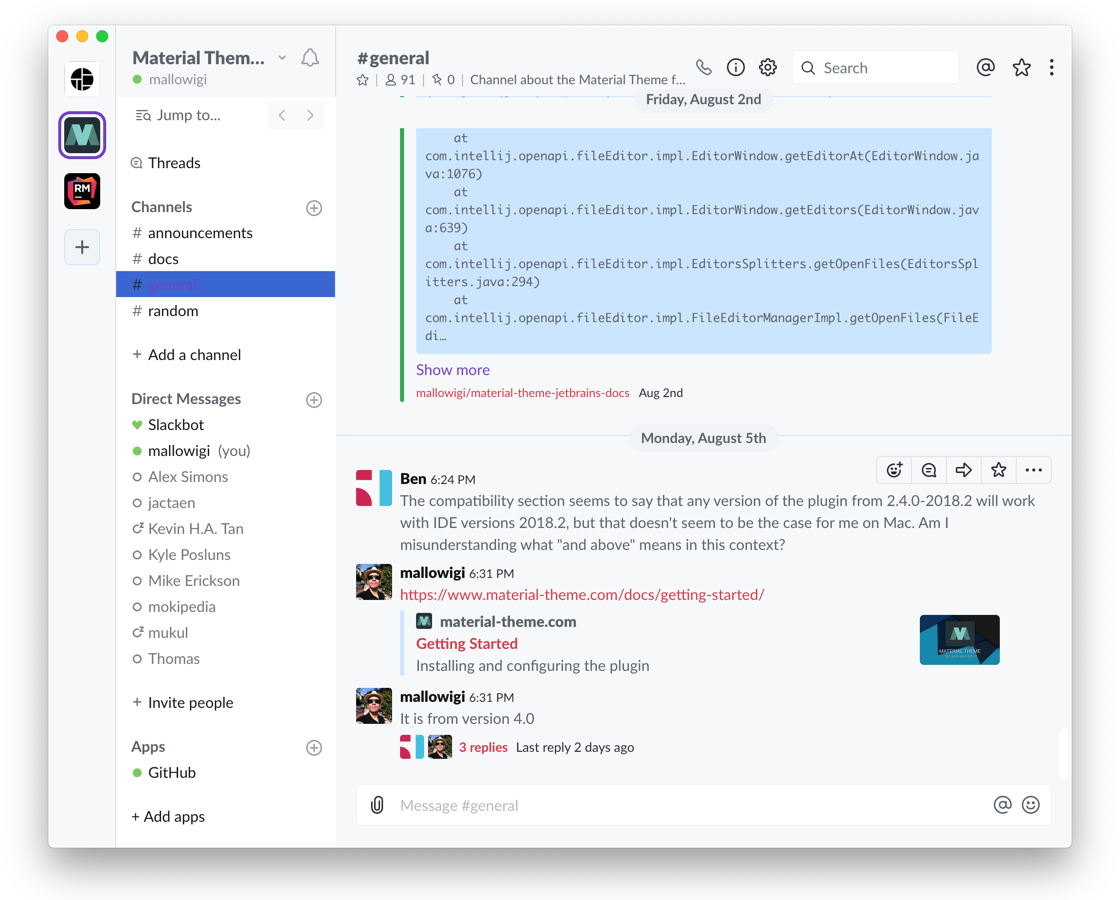 Material Them...
mallowigi
Jump to...
Threads
Channels
# announcements
# docs
# general
# random
+ Add a channel
Direct Messages
Slackbot
mallowigi (you)
Alex Simons
jactaen
Kevin H.A. Tan
Kyle Posluns
Mike Erickson
mokipedia
mukul
Thomas
+ Invite people
Apps
GitHub
+ Add apps
RM
#general
91 | 0 | Channel about the Material Theme f...
Search
Friday, August 2nd
at
com.intellij.openapi.fileEditor.impl.EditorWindow.getEditorAt(EditorWindow.ja
va:1076)
at
com.intellij.openapi.fileEditor.impl.EditorWindow.getEditors(EditorWindow.jav
a:639)
at
com.intellij.openapi.fileEditor.impl.EditorsSplitters.getOpenFiles(EditorsSpl
itters.java:294)
at
com.intellij.openapi.fileEditor.impl.FileEditorManagerImpl.getOpenFiles(FileE
di…
Show more
mallowigi/material-theme-jetbrains-docs Aug 2nd
Monday, August 5th
Ben 6:24 PM
The compatibility section seems to say that any version of the plugin from 2.4.0-2018.2 will work
with IDE versions 2018.2, but that doesn't seem to be the case for me on Mac. Am I
misunderstanding what "and above" means in this context?
mallowigi 6:31 PM
https://www.material-theme.com/docs/getting-started/
material-theme.com
Getting Started
Installing and configuring the plugin
MATERIAL THEME
mallowigi 6:31 PM
It is from version 4.0
3 replies Last reply 2 days ago
Message #general